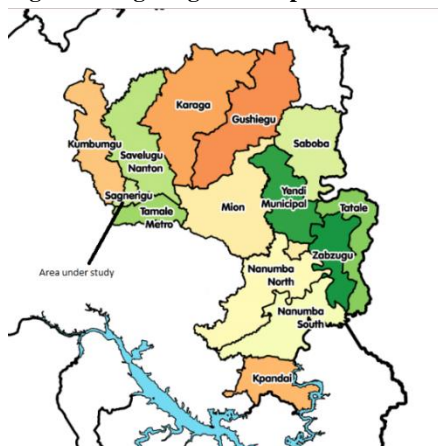 Karaga
Gushiegu
Kumbumgu
Savelugu
Nanton
Saboba
Sagnerigu
Tamale
Metro
Mion
Yendi
Municipal
Tatale
Zabzugu
Area under study
Nanumba
North
Nanumba
South
Kpandai